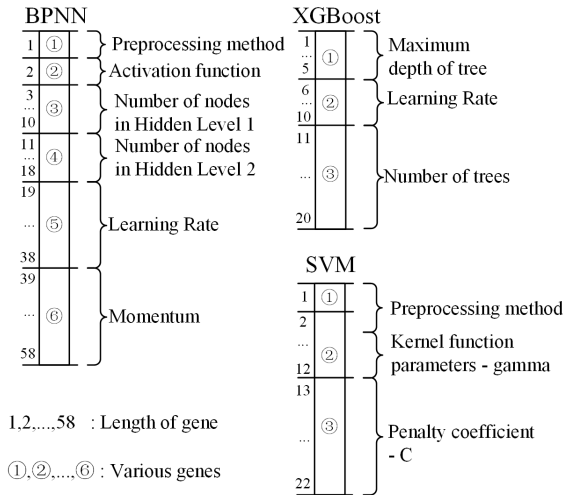 BPNN
1 ① Preprocessing method
2 ② Activation function
3
... ③ Number of nodes
10 in Hidden Level 1
11
... ④ Number of nodes
18 in Hidden Level 2
19
... ⑤ Learning Rate
38
39
... ⑥ Momentum
58
1,2,...,58 : Length of gene
①,②,...,⑥ : Various genes
XGBoost
1
... ① Maximum
5 depth of tree
6
... ② Learning Rate
10
11
... ③ Number of trees
20
SVM
1 ① Preprocessing method
2
... ② Kernel function
12 parameters - gamma
13
③
... Penalty coefficient
- C
22